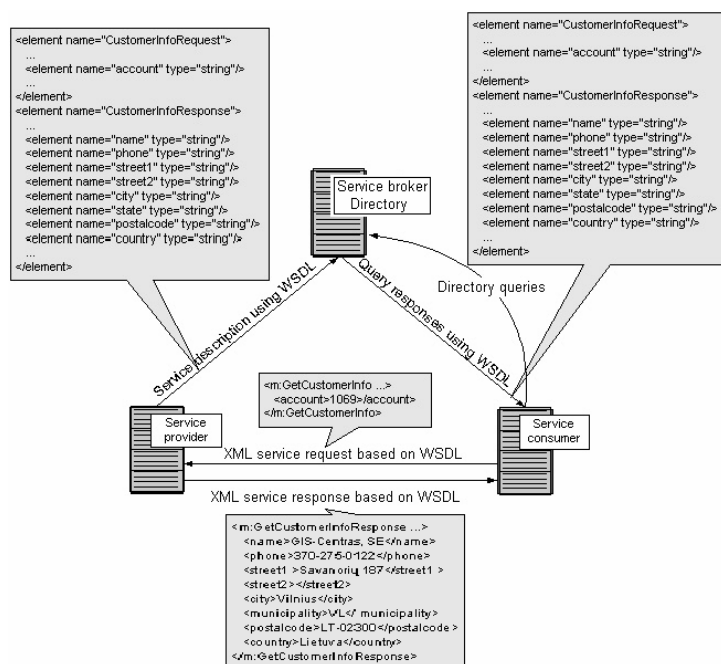 <element name="CustomerInfoRequest">
...
<element name="account" type="string"/>
...
</element>
<element name="CustomerInfoResponse">
...
<element name="name" type="string"/>
<element name="phone" type="string"/>
<element name="street1" type="string"/>
<element name="street2" type="string"/>
<element name="city" type="string"/>
<element name="state" type="string"/>
<element name="postalcode" type="string"/>
<element name="country" type="string"/>
...
</element>
<element name="CustomerInfoRequest">
...
<element name="account" type="string"/>
...
</element>
<element name="CustomerInfoResponse">
...
<element name="name" type="string"/>
<element name="phone" type="string"/>
<element name="street1" type="string"/>
<element name="street2" type="string"/>
<element name="city" type="string"/>
<element name="state" type="string"/>
<element name="postalcode" type="string"/>
<element name="country" type="string"/>
...
</element>
Service broker
Directory
Service description using WSDL
Query responses using WSDL
Directory queries
<m:GetCustomerInfo ...>
<account>1069>/account>
</m:GetCustomerInfo>
Service
provider
Service
consumer
XML service request based on WSDL
XML service response based on WSDL
<m:GetCustomerInfoResponse ...>
<name>GIS-Centras, SE</name>
<phone>370-275-0122</phone>
<street1 >Savanorių 187</street1 >
<street2></street2>
<city>Vilnius</city>
<municipality>VL</' municipality>
<postalcode>LT-02300</postalcode >
<country>Lietuva</country>
</m:GetCustomerInfoResponse>